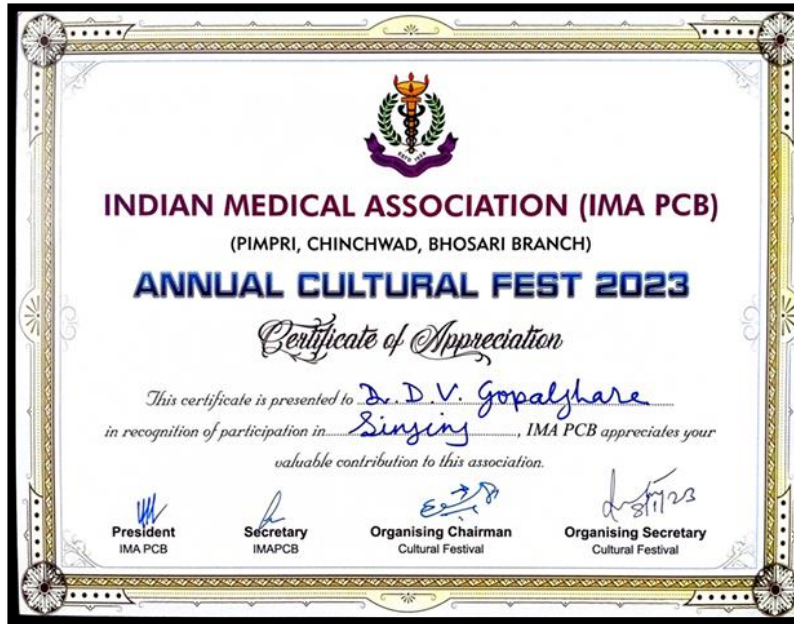 ESTD 1928
INDIAN MEDICAL ASSOCIATION (IMA PCB)
(PIMPRI, CHINCHWAD, BHOSARI BRANCH)
ANNUAL CULTURAL FEST 2023
Certificate of Appreciation
This certificate is presented to Dr. D. V. Gopalghare
in recognition of participation in Singing, IMA PCB appreciates your
valuable contribution to this association.
8/1/23
President Secretary Organising Chairman Organising Secretary
IMA PCB IMAPCB Cultural Festival Cultural Festival